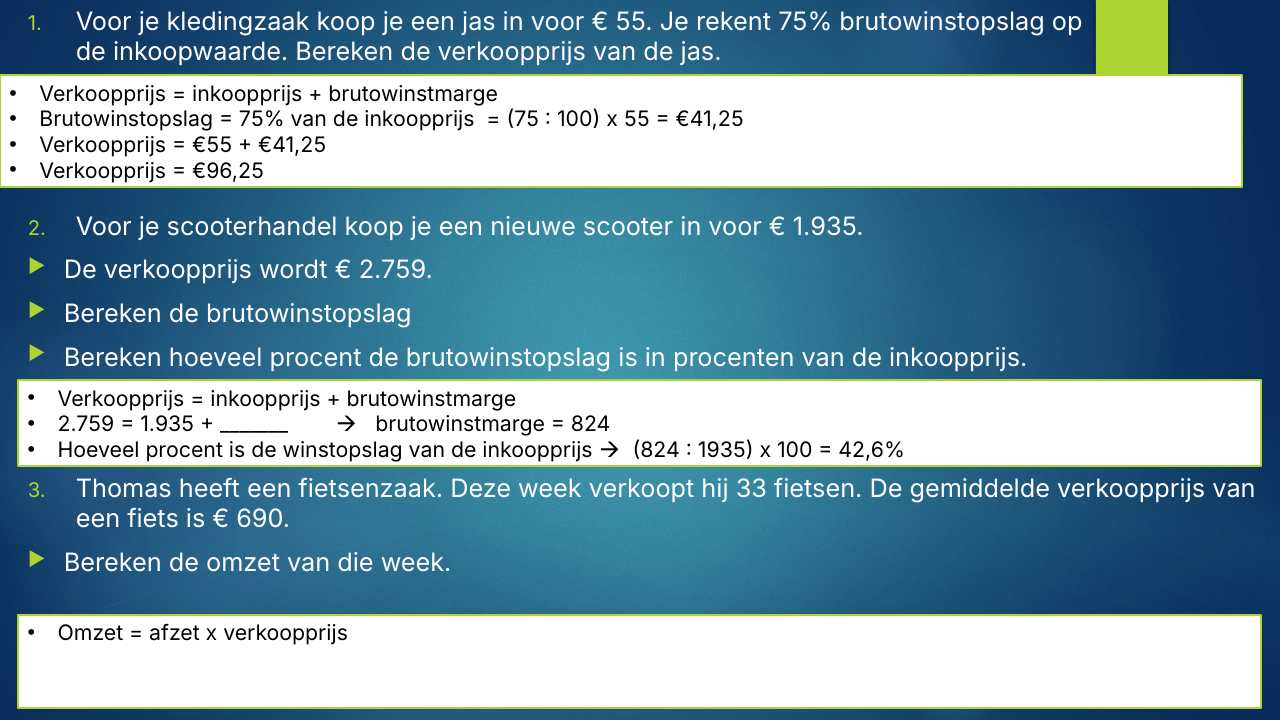 1. Voor je kledingzaak koop je een jas in voor € 55. Je rekent 75% brutowinstopslag op
de inkoopwaarde. Bereken de verkoopprijs van de jas.
• Verkoopprijs = inkoopprijs + brutowinstmarge
• Brutowinstopslag = 75% van de inkoopprijs = (75 : 100) x 55 = €41,25
• Verkoopprijs = €55 + €41,25
• Verkoopprijs = €96,25
2. Voor je scooterhandel koop je een nieuwe scooter in voor € 1.935.
▶ De verkoopprijs wordt € 2.759.
▶ Bereken de brutowinstopslag
▶ Bereken hoeveel procent de brutowinstopslag is in procenten van de inkoopprijs.
• Verkoopprijs = inkoopprijs + brutowinstmarge
• 2.759 = 1.935 + _______ → brutowinstmarge = 824
• Hoeveel procent is de winstopslag van de inkoopprijs → (824 : 1935) x 100 = 42,6%
3. Thomas heeft een fietsenzaak. Deze week verkoopt hij 33 fietsen. De gemiddelde verkoopprijs van
een fiets is € 690.
▶ Bereken de omzet van die week.
• Omzet = afzet x verkoopprijs